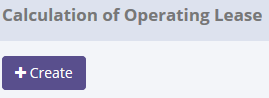 Calculation of Operating Lease
+ Create